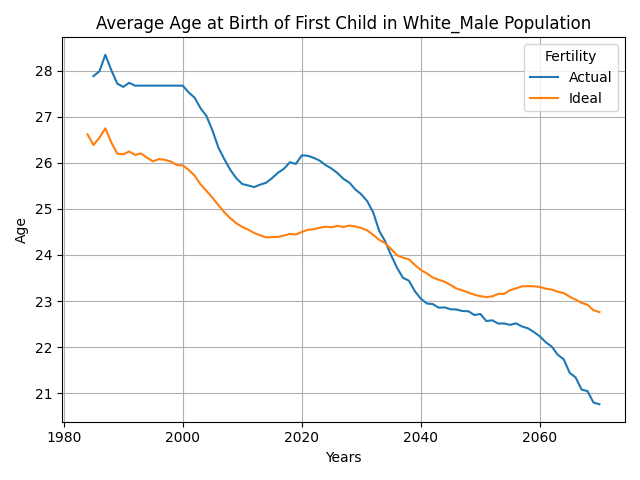 Average Age at Birth of First Child in White_Male Population
Fertility
Actual
Ideal
Age
28
27
26
25
24
23
22
21
1980
2000
2020
2040
2060
Years